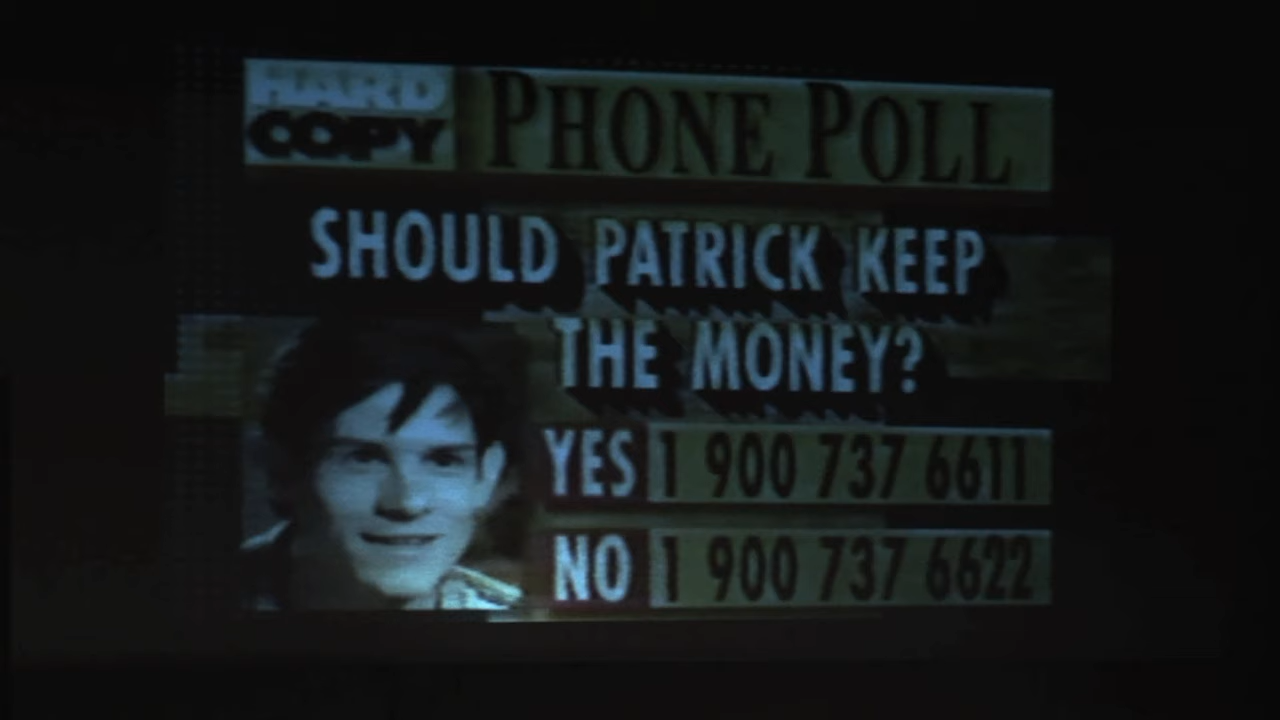 HARD
COPY
PHONE POLL
SHOULD PATRICK KEEP
THE MONEY?
YES 1 900 737 6611
NO 1 900 737 6622